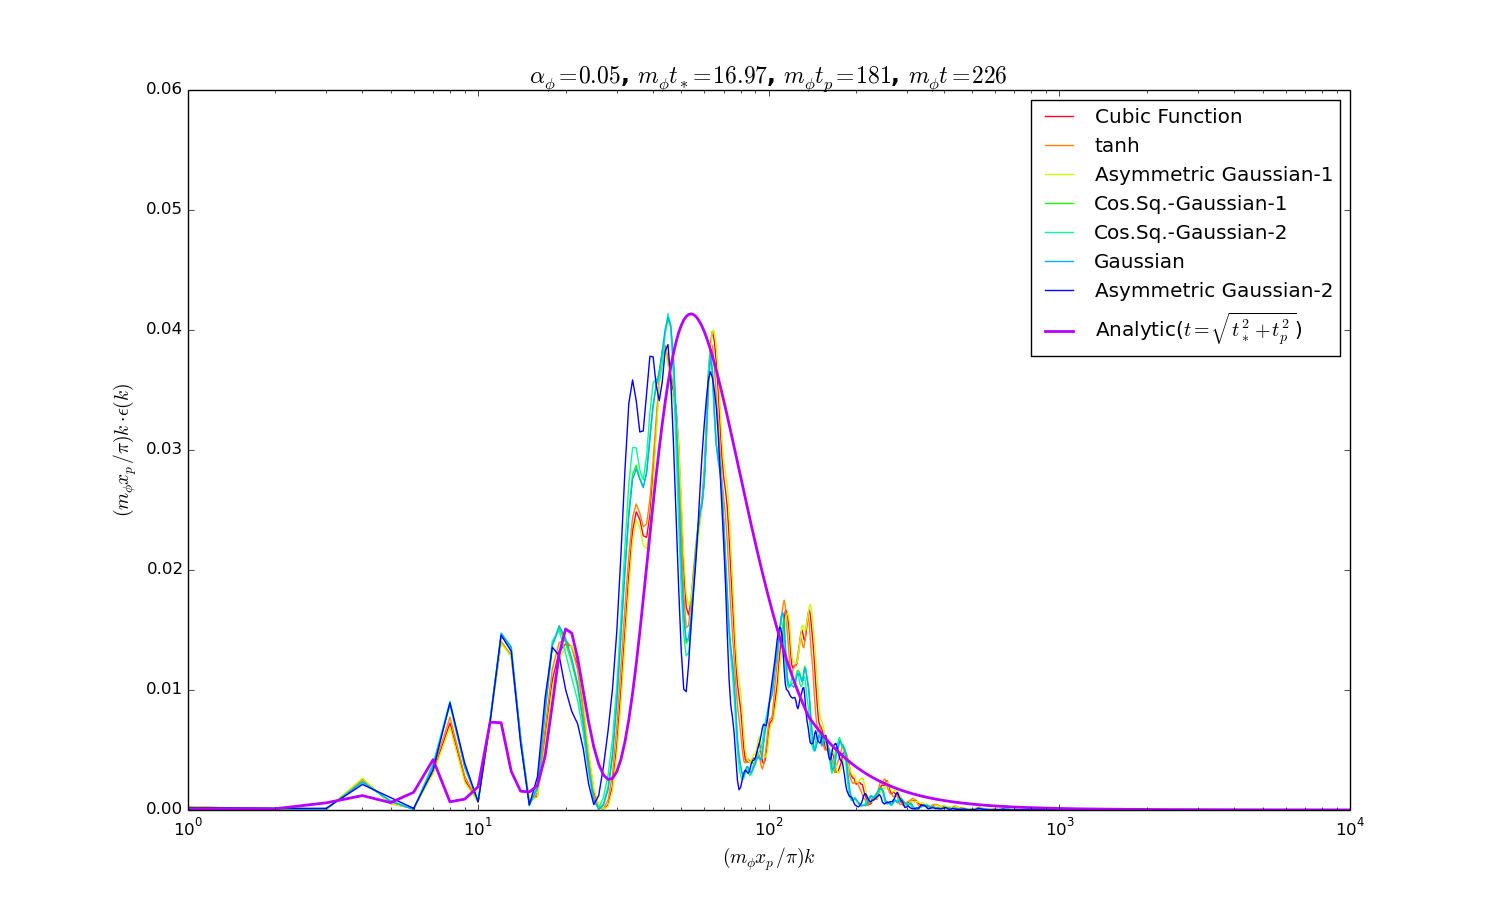 α_ϕ=0.05, m_ϕt_*=16.97, m_ϕt_p=181, m_ϕt=226
0.06
0.05
0.04
0.03
0.02
0.01
0.00
(m_ϕx_p/π)k·ϵ(k)
Cubic Function
tanh
Asymmetric Gaussian-1
Cos.Sq.-Gaussian-1
Cos.Sq.-Gaussian-2
Gaussian
Asymmetric Gaussian-2
Analytic(t=√(t_*^2+t_p^2))
10^0 10^1 10^2 10^3 10^4
(m_ϕx_p/π)k